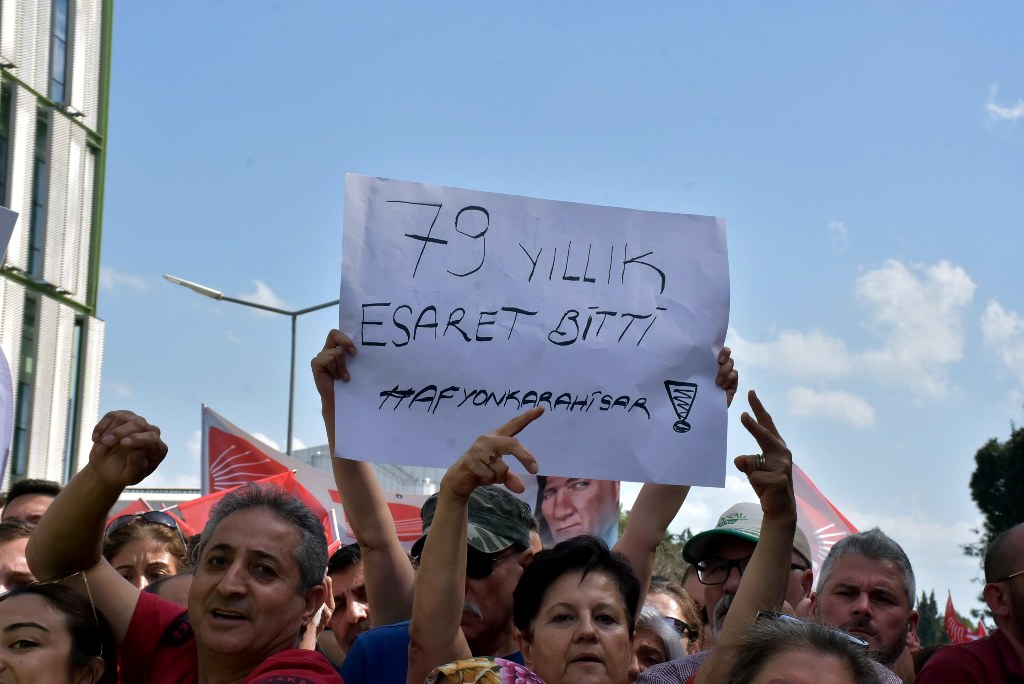 79 YILLIK
ESARET BİTTİ
#AFYONKARAHİSAR !